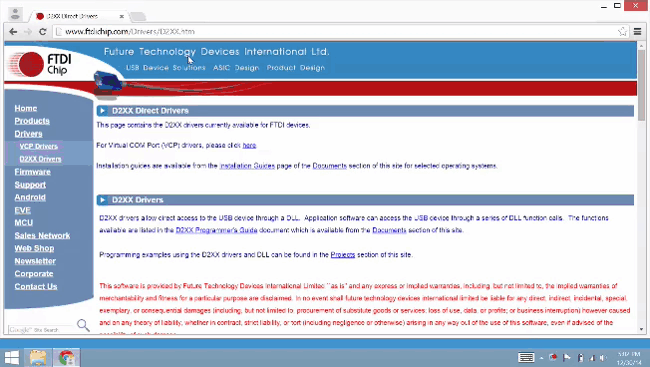 D2XX Direct Drivers
www.ftdichip.com/Drivers/D2XX.htm
Future Technology Devices International Ltd.
USB Device Solutions ASIC Design Product Design
FTDI
Chip
Home
Products
Drivers
VCP Drivers
D2XX Drivers
Firmware
Support
Android
EVE
MCU
Sales Network
Web Shop
Newsletter
Corporate
Contact Us
Google Site Search
D2XX Direct Drivers
This page contains the D2XX drivers currently available for FTDI devices.
For Virtual COM Port (VCP) drivers, please click here.
Installation guides are available from the Installation Guides page of the Documents section of this site for selected operating systems.
D2XX Drivers
D2XX drivers allow direct access to the USB device through a DLL. Application software can access the USB device through a series of DLL function calls. The functions
available are listed in the D2XX Programmer's Guide document which is available from the Documents section of this site.
Programming examples using the D2XX drivers and DLL can be found in the Projects section of this site.
This software is provided by Future Technology Devices International Limited ``as is'' and any express or implied warranties, including, but not limited to, the implied warranties of
merchantability and fitness for a particular purpose are disclaimed. In no event shall future technology devices international limited be liable for any direct, indirect, incidental, special,
exemplary, or consequential damages (including, but not limited to, procurement of substitute goods or services, loss of use, data, or profits; or business interruption) however caused
and on any theory of liability, whether in contract, strict liability, or tort (including negligence or otherwise) arising in any way out of the use of this software, even if advised of the
5:02 PM
12/30/14